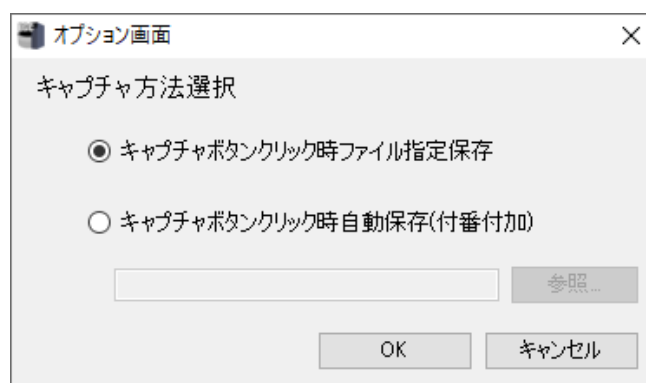 オプション画面
キャプチャ方法選択
キャプチャボタンクリック時ファイル指定保存
キャプチャボタンクリック時自動保存(付番付加)
参照...
OK
キャンセル